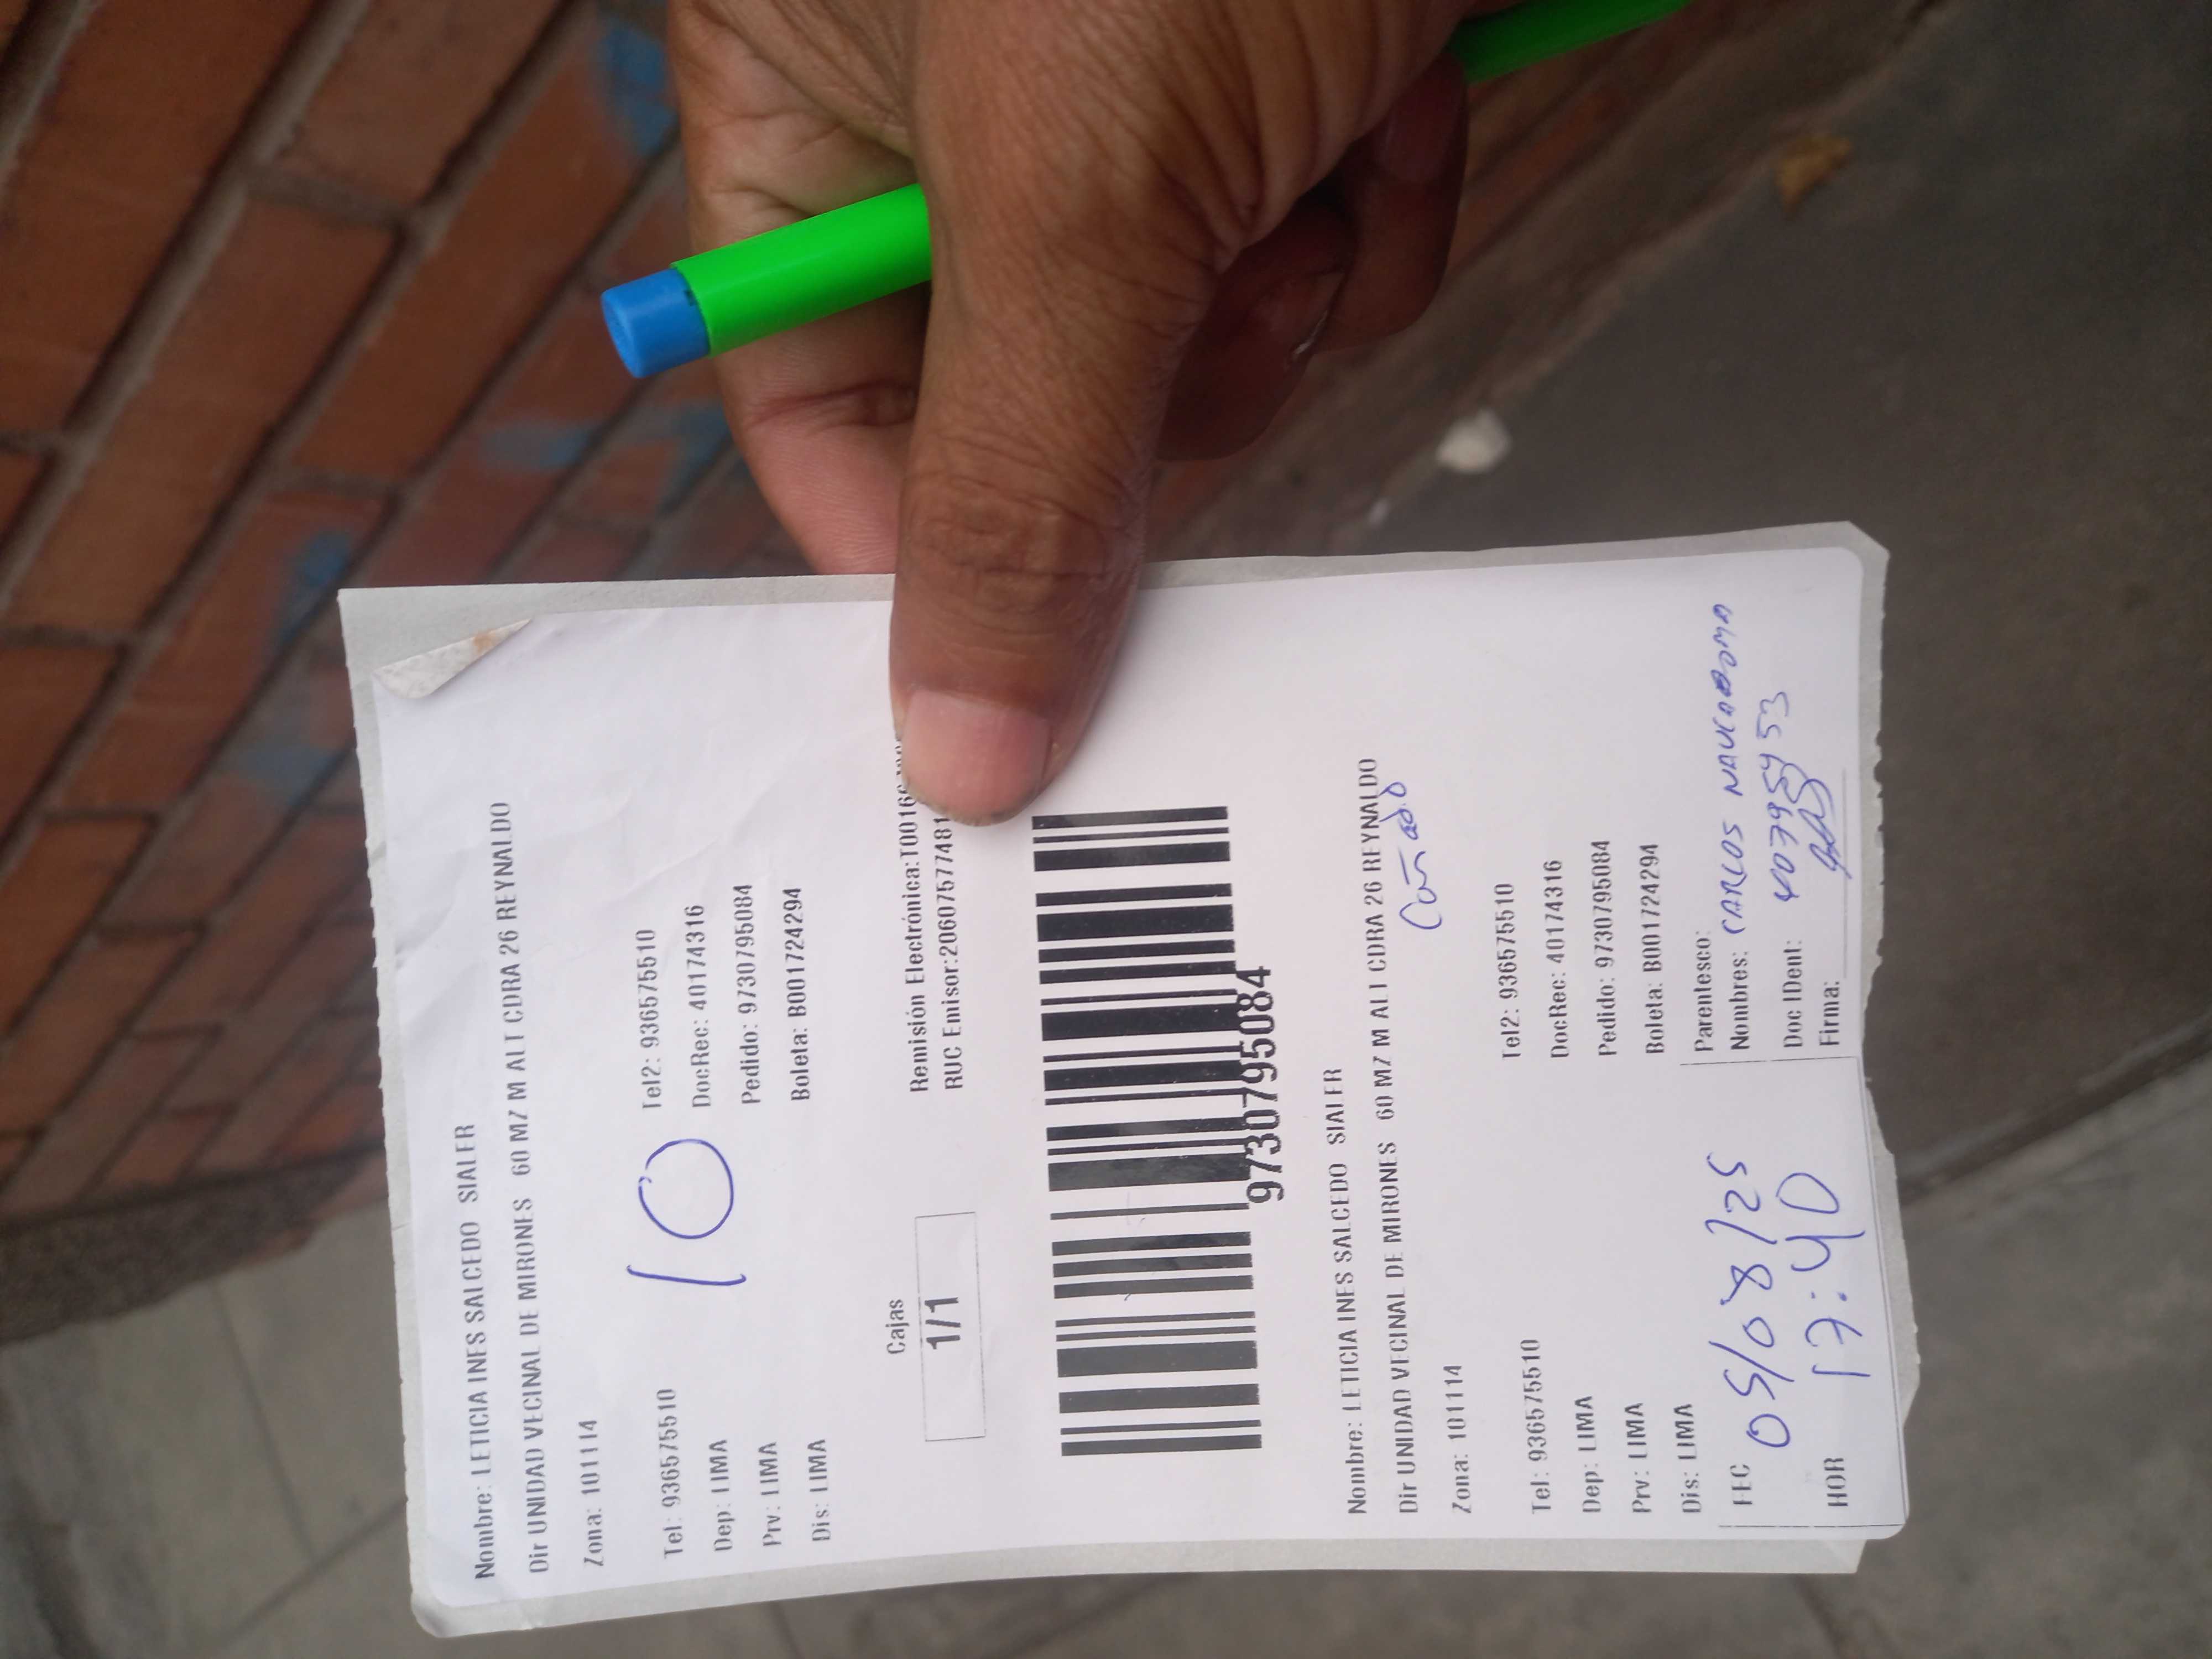 Nombre: LETICIA INES SALCEDO SIALER
Dir UNIDAD VECINAL DE MIRONES 60 MZ M ALT CDRA 26 REYNALDO
Zona: 101114
10
Tel: 936575510 Tel2: 936575510
Dep: LIMA DocRec: 40174316
Prv: LIMA Pedido: 9730795084
Dis: LIMA Boleta: B001724294
Cajas
1/1
Remisión Electrónica:T0016
RUC Emisor:2060757748
9730795084
Nombre: LETICIA INES SALCEDO SIALER
Dir UNIDAD VECINAL DE MIRONES 60 MZ M ALT CDRA 26 REYNALDO
Cuñado
Zona: 101114
Tel: 936575510 Tel2: 936575510
Dep: LIMA DocRec: 40174316
Prv: LIMA Pedido: 9730795084
Dis: LIMA Boleta: B001724294
FEC 05/08/25
HOR 17:40
Parentesco:
Nombres: CARLOS
Doc IDent: 40795453
Firma: